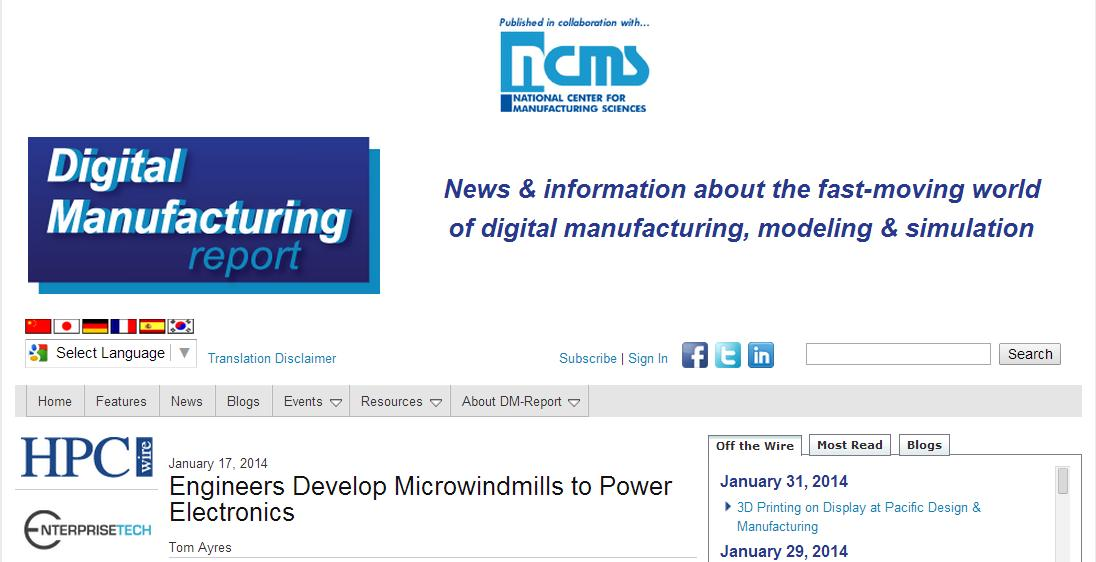 Published in collaboration with...
ncms
NATIONAL CENTER FOR
MANUFACTURING SCIENCES
Digital
Manufacturing
report
News & information about the fast-moving world
of digital manufacturing, modeling & simulation
Select Language
Translation Disclaimer
Subscribe | Sign In
f t in
Search
Home Features News Blogs Events Resources About DM-Report
HPC wire
ENTERPRISETECH
January 17, 2014
Engineers Develop Microwindmills to Power
Electronics
Tom Ayres
Off the Wire Most Read Blogs
January 31, 2014
3D Printing on Display at Pacific Design &
Manufacturing
January 29, 2014